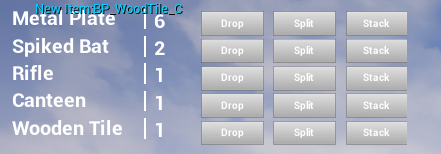 New Item:BP_WoodTile_C
Metal Plate | 6 Drop Split Stack
Spiked Bat | 2 Drop Split Stack
Rifle | 1 Drop Split Stack
Canteen | 1 Drop Split Stack
Wooden Tile | 1 Drop Split Stack